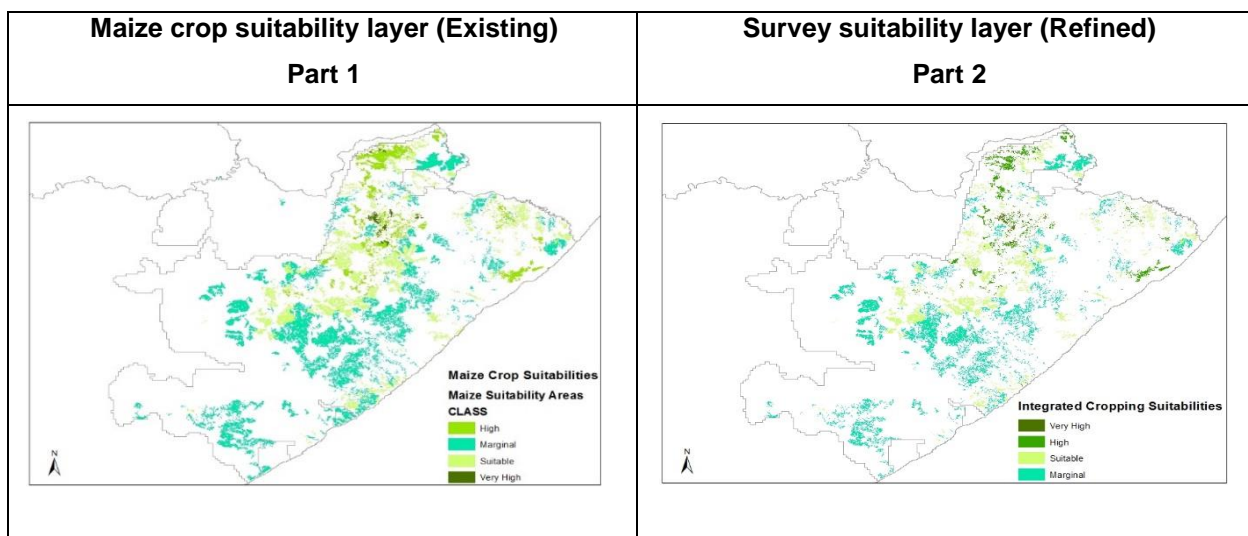 Maize crop suitability layer (Existing)
Part 1
Survey suitability layer (Refined)
Part 2
Maize Crop Suitabilities
Maize Suitability Areas
CLASS
High
Marginal
Suitable
Very High
N
Integrated Cropping Suitabilities
Very High
High
Suitable
Marginal
N